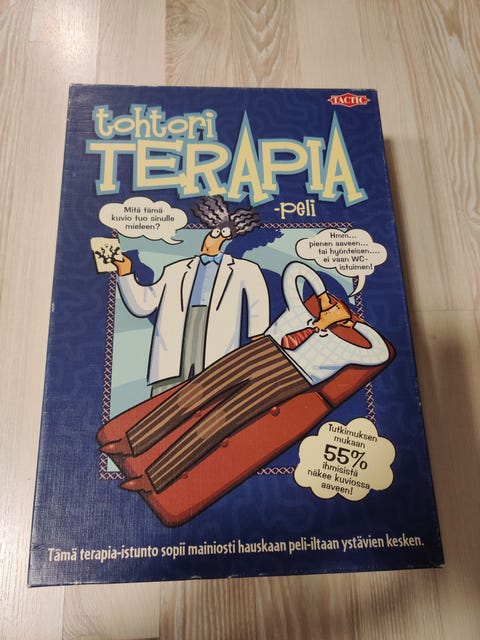 TACTIC
tohtori
TERAPIA
-peli
Mitä tämä
kuvio tuo sinulle
mieleen?
Hmm...
pienen aaveen...
tai hyönteisen....
ei vaan WC-
istuimen!
Tutkimuksen
mukaan
55%
ihmisistä
näkee kuviossa
aaveen!
Tämä terapia-istunto sopii mainiosti hauskaan peli-iltaan ystävien kesken.